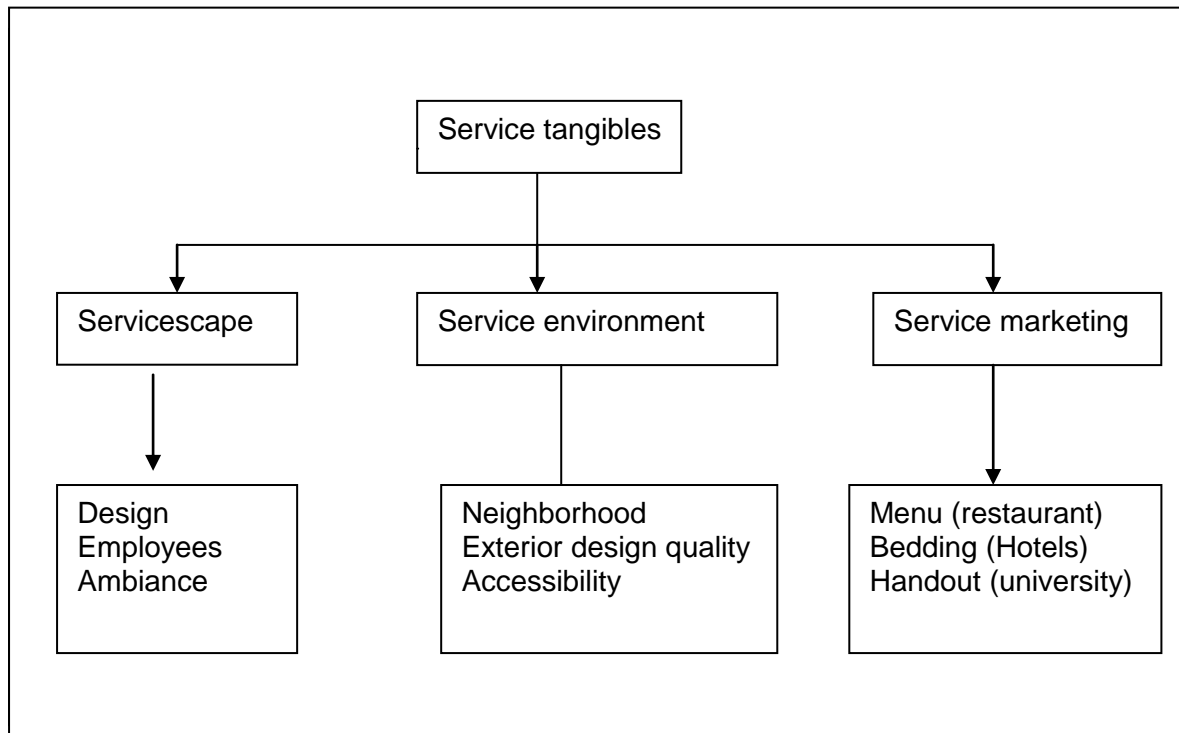 Service tangibles
Servicescape
Service environment
Service marketing
Design
Employees
Ambiance
Neighborhood
Exterior design quality
Accessibility
Menu (restaurant)
Bedding (Hotels)
Handout (university)